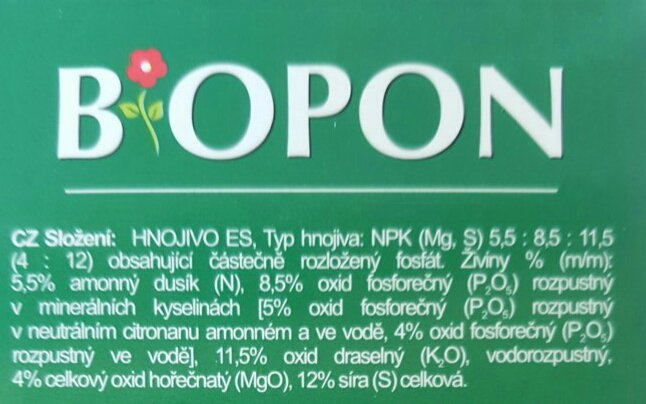 BIOPON
CZ Složení: HNOJIVO ES, Typ hnojiva: NPK (Mg, S) 5,5 : 8,5 : 11,5
(4 : 12) obsahující částečně rozložený fosfát. Živiny % (m/m):
5,5% amonný dusík (N), 8,5% oxid fosforečný (P₂O₅) rozpustný
v minerálních kyselinách [5% oxid fosforečný (P₂O₅) rozpustný
v neutrálním citronanu amonném a ve vodě, 4% oxid fosforečný (P₂O₅)
rozpustný ve vodě], 11,5% oxid draselný (K₂O), vodorozpustný,
4% celkový oxid hořečnatý (MgO), 12% síra (S) celková.